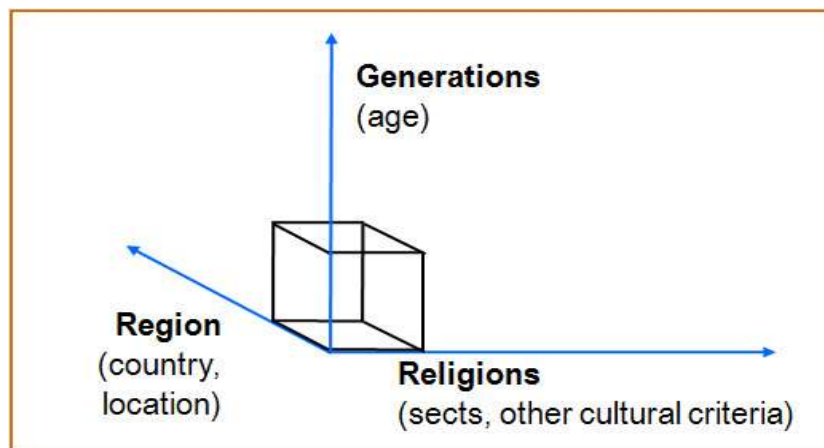 Generations
(age)
Region
(country,
location)
Religions
(sects, other cultural criteria)